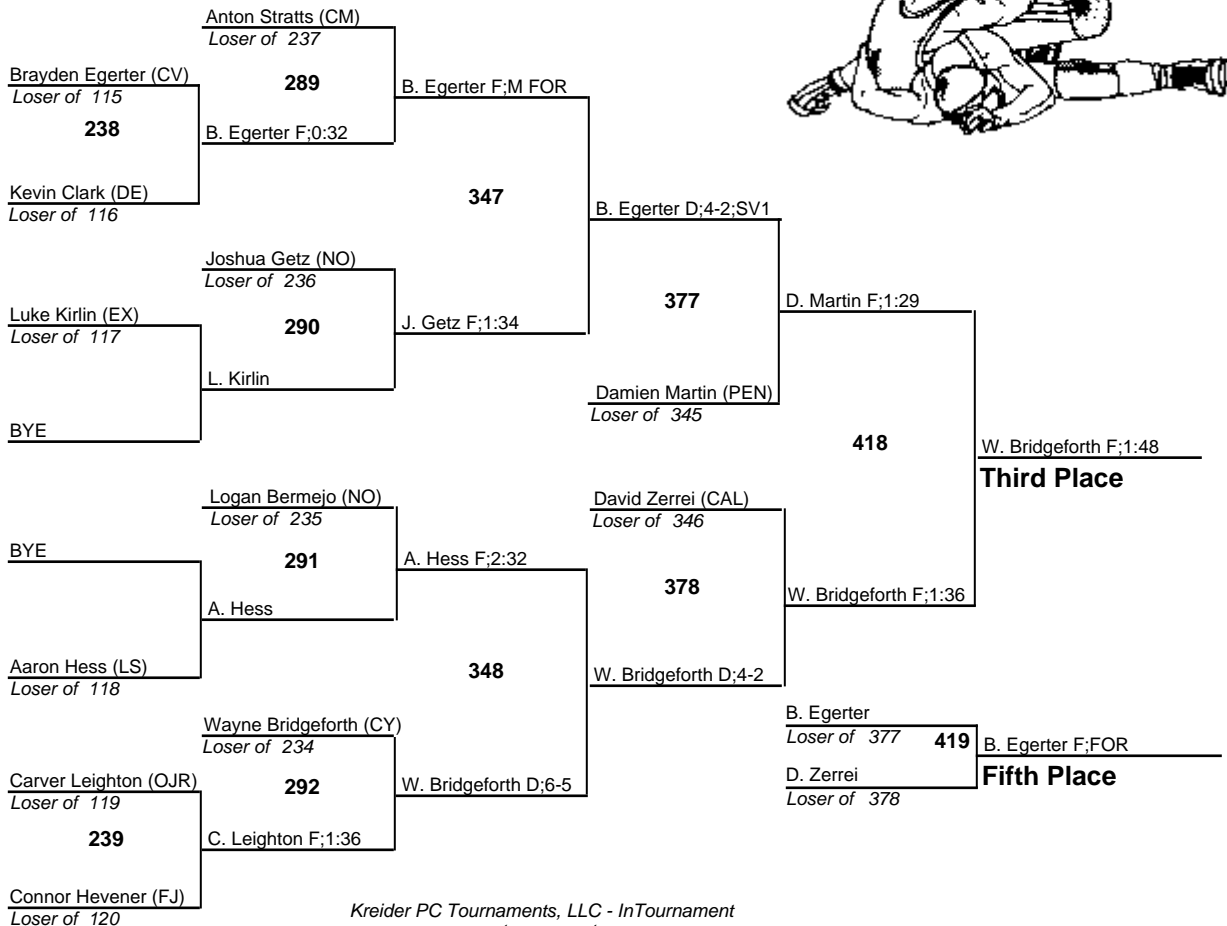 Anton Stratts (CM)
Loser of 237
Brayden Egerter (CV)
Loser of 115
289
B. Egerter F;M FOR
238
B. Egerter F;0:32
Kevin Clark (DE)
Loser of 116
347
B. Egerter D;4-2;SV1
Joshua Getz (NO)
Loser of 236
Luke Kirlin (EX)
Loser of 117
290
J. Getz F;1:34
377
D. Martin F;1:29
L. Kirlin
Damien Martin (PEN)
Loser of 345
BYE
418
W. Bridgeforth F;1:48
Third Place
Logan Bermejo (NO)
Loser of 235
David Zerrei (CAL)
Loser of 346
BYE
291
A. Hess F;2:32
378
W. Bridgeforth F;1:36
A. Hess
Aaron Hess (LS)
Loser of 118
348
W. Bridgeforth D;4-2
Wayne Bridgeforth (CY)
Loser of 234
B. Egerter
Loser of 377
419
B. Egerter F;FOR
Fifth Place
D. Zerrei
Loser of 378
Carver Leighton (OJR)
Loser of 119
292
W. Bridgeforth D;6-5
239
C. Leighton F;1:36
Connor Hevener (FJ)
Loser of 120
Kreider PC Tournaments, LLC - InTournament